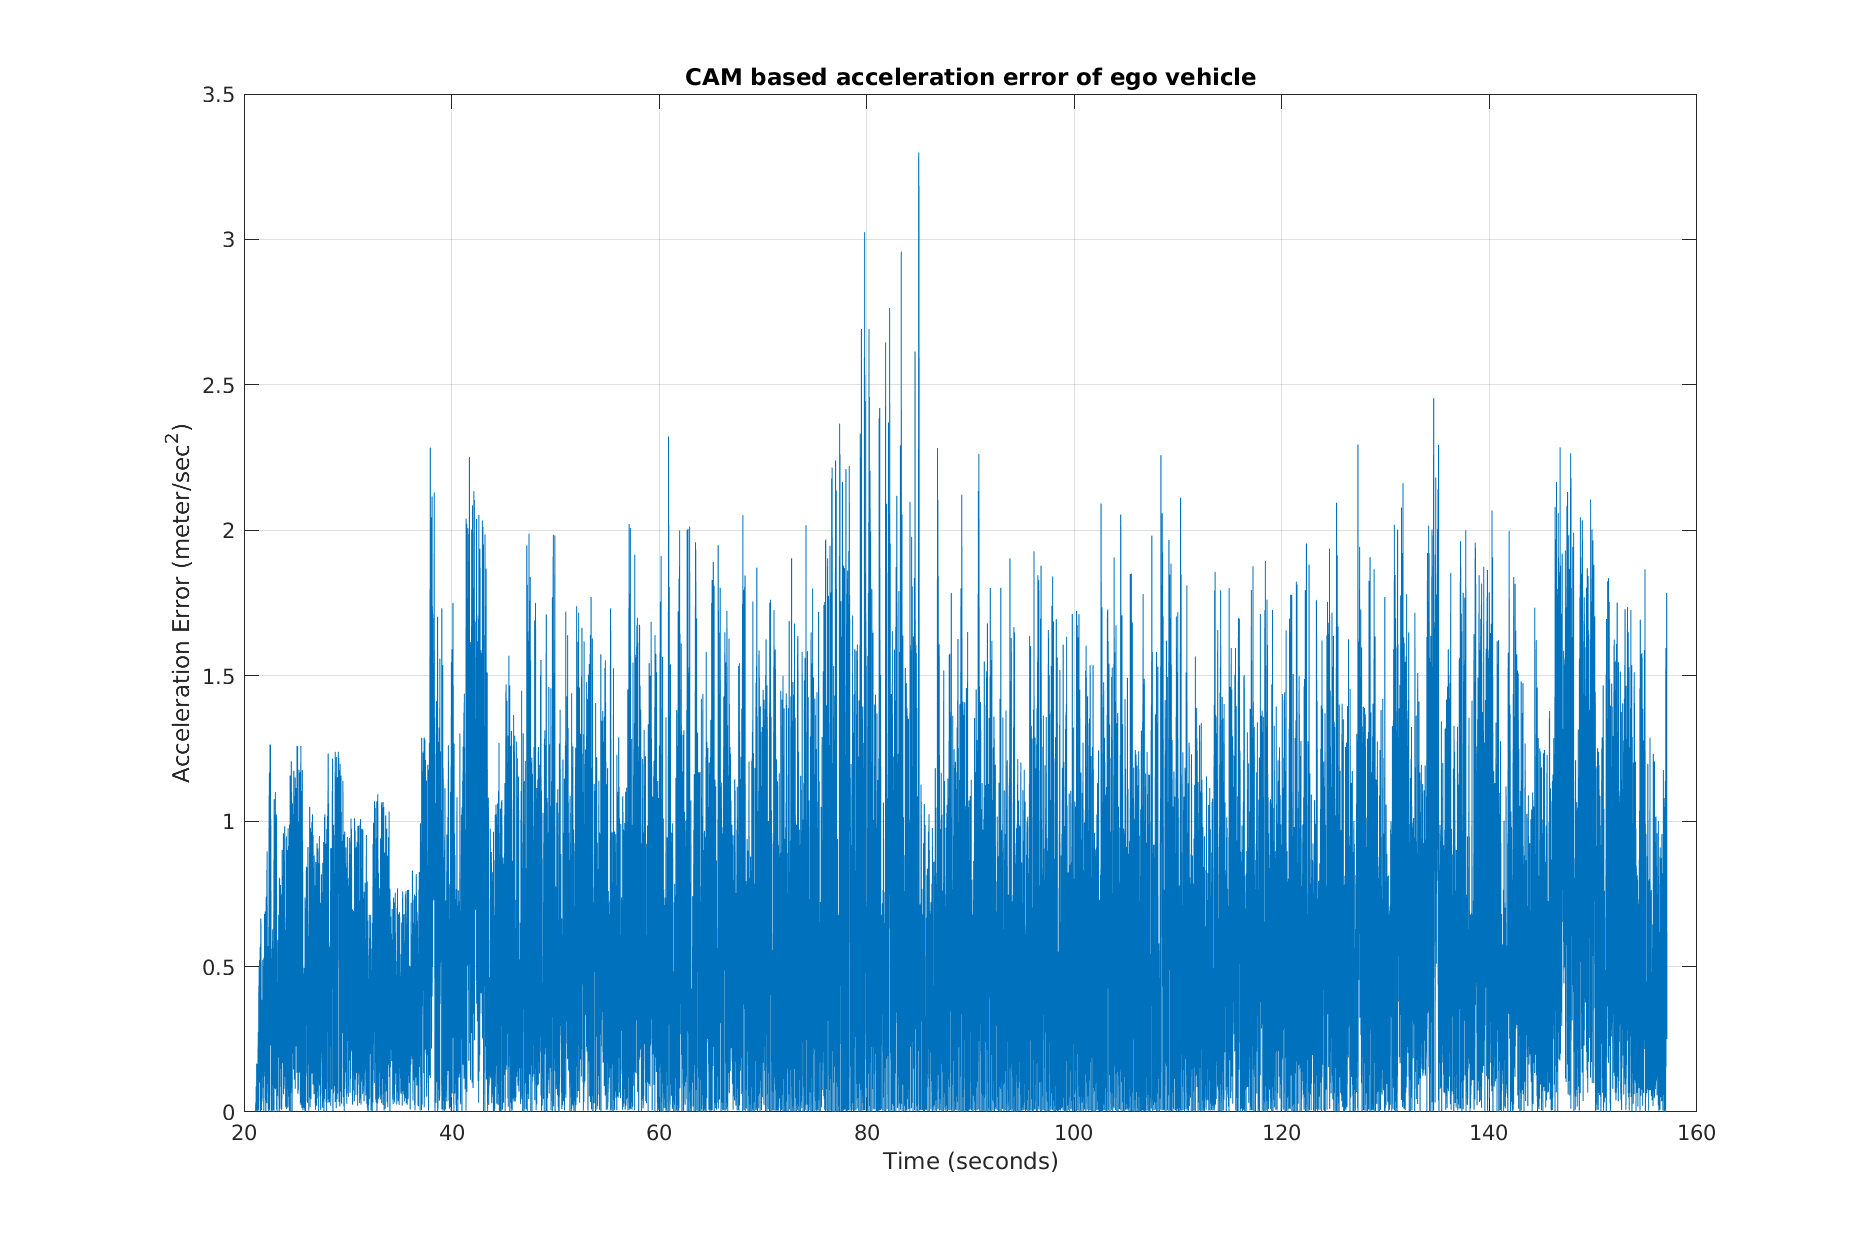 CAM based acceleration error of ego vehicle
3.5
3
2.5
2
1.5
1
0.5
0
Acceleration Error (meter/sec²)
20 40 60 80 100 120 140 160
Time (seconds)